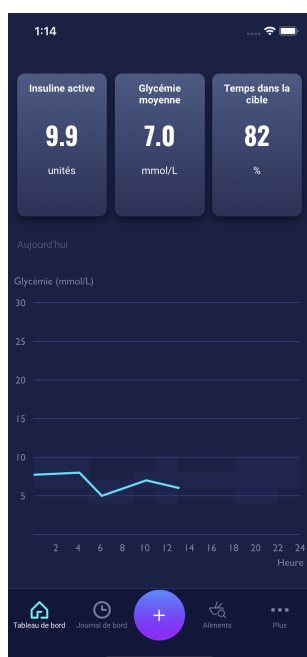 1:14
Insuline active
Glycémie
moyenne
Temps dans la
cible
9.9
7.0
82
unités
mmol/L
%
Aujourd'hui
Glycémie (mmol/L)
30
25
20
15
10
5
2 4 6 8 10 12 14 16 18 20 22 24
Heure
+
Tableau de bord Journal de bord Aliments Plus